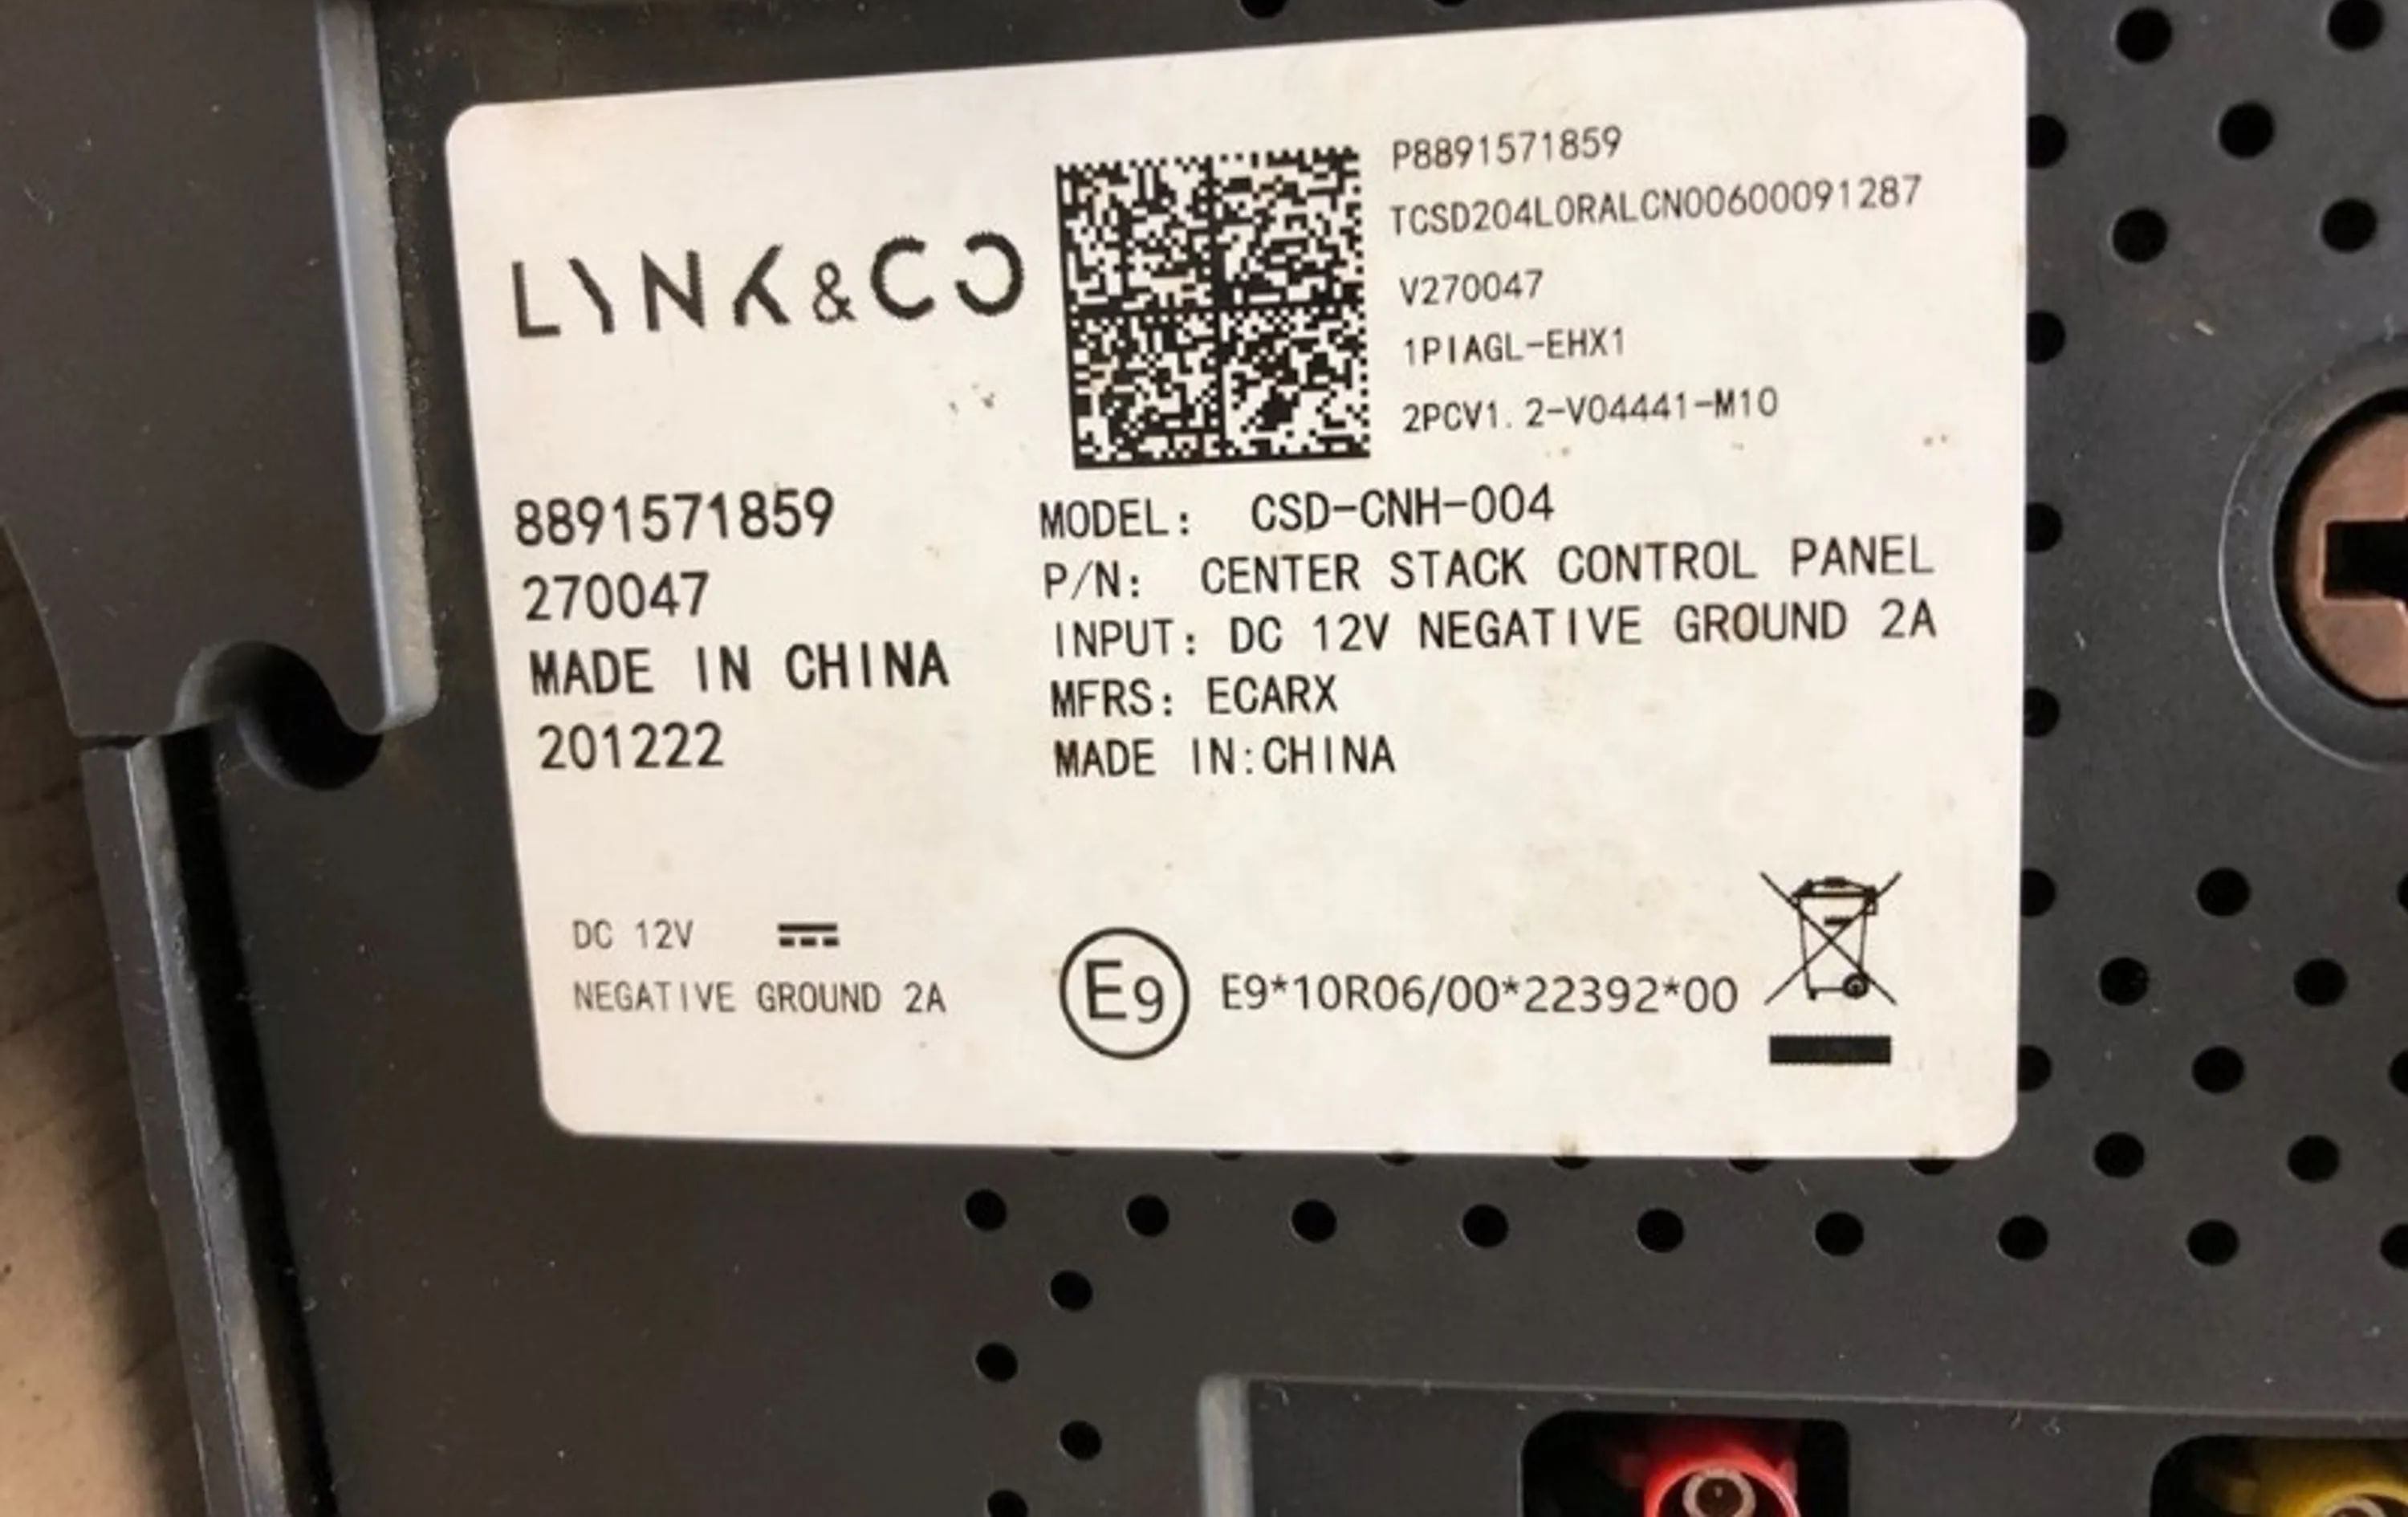 LYNK&CO
P8891571859
TCSD204LORALCN00600091287
V270047
1PIAGL-EHX1
2PCV1.2-V04441-M10
8891571859
270047
MADE IN CHINA
201222
MODEL: CSD-CNH-004
P/N: CENTER STACK CONTROL PANEL
INPUT: DC 12V NEGATIVE GROUND 2A
MFRS: ECARX
MADE IN:CHINA
DC 12V
NEGATIVE GROUND 2A
E9
E9*10R06/00*22392*00